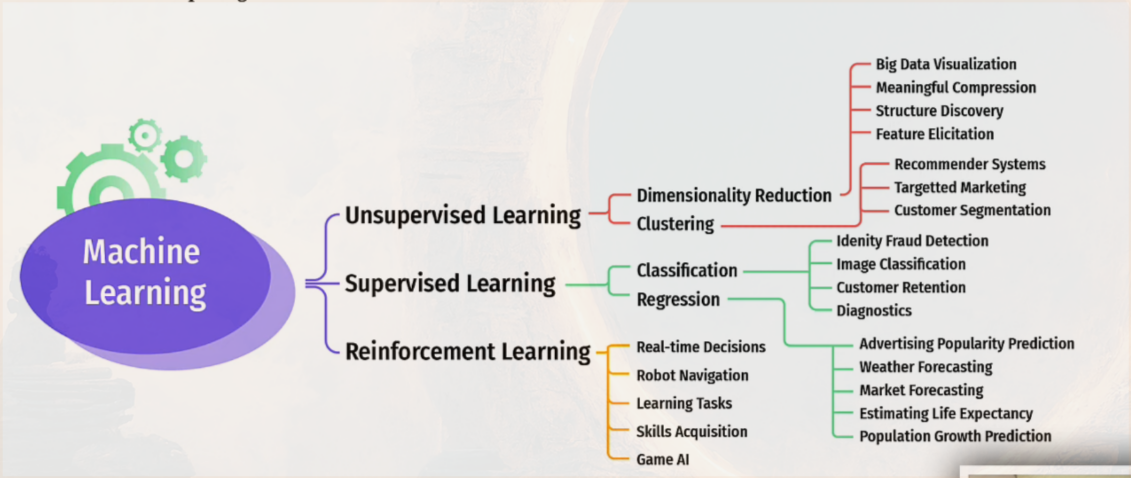 Machine
Learning
Unsupervised Learning
Dimensionality Reduction
Big Data Visualization
Meaningful Compression
Structure Discovery
Feature Elicitation
Clustering
Recommender Systems
Targetted Marketing
Customer Segmentation
Supervised Learning
Classification
Idenity Fraud Detection
Image Classification
Customer Retention
Diagnostics
Regression
Advertising Popularity Prediction
Weather Forecasting
Market Forecasting
Estimating Life Expectancy
Population Growth Prediction
Reinforcement Learning
Real-time Decisions
Robot Navigation
Learning Tasks
Skills Acquisition
Game AI